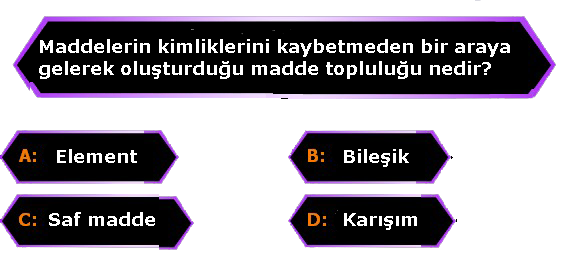 Maddelerin kimliklerini kaybetmeden bir araya
gelerek oluşturduğu madde topluluğu nedir?
A: Element
B: Bileşik
C: Saf madde
D: Karışım